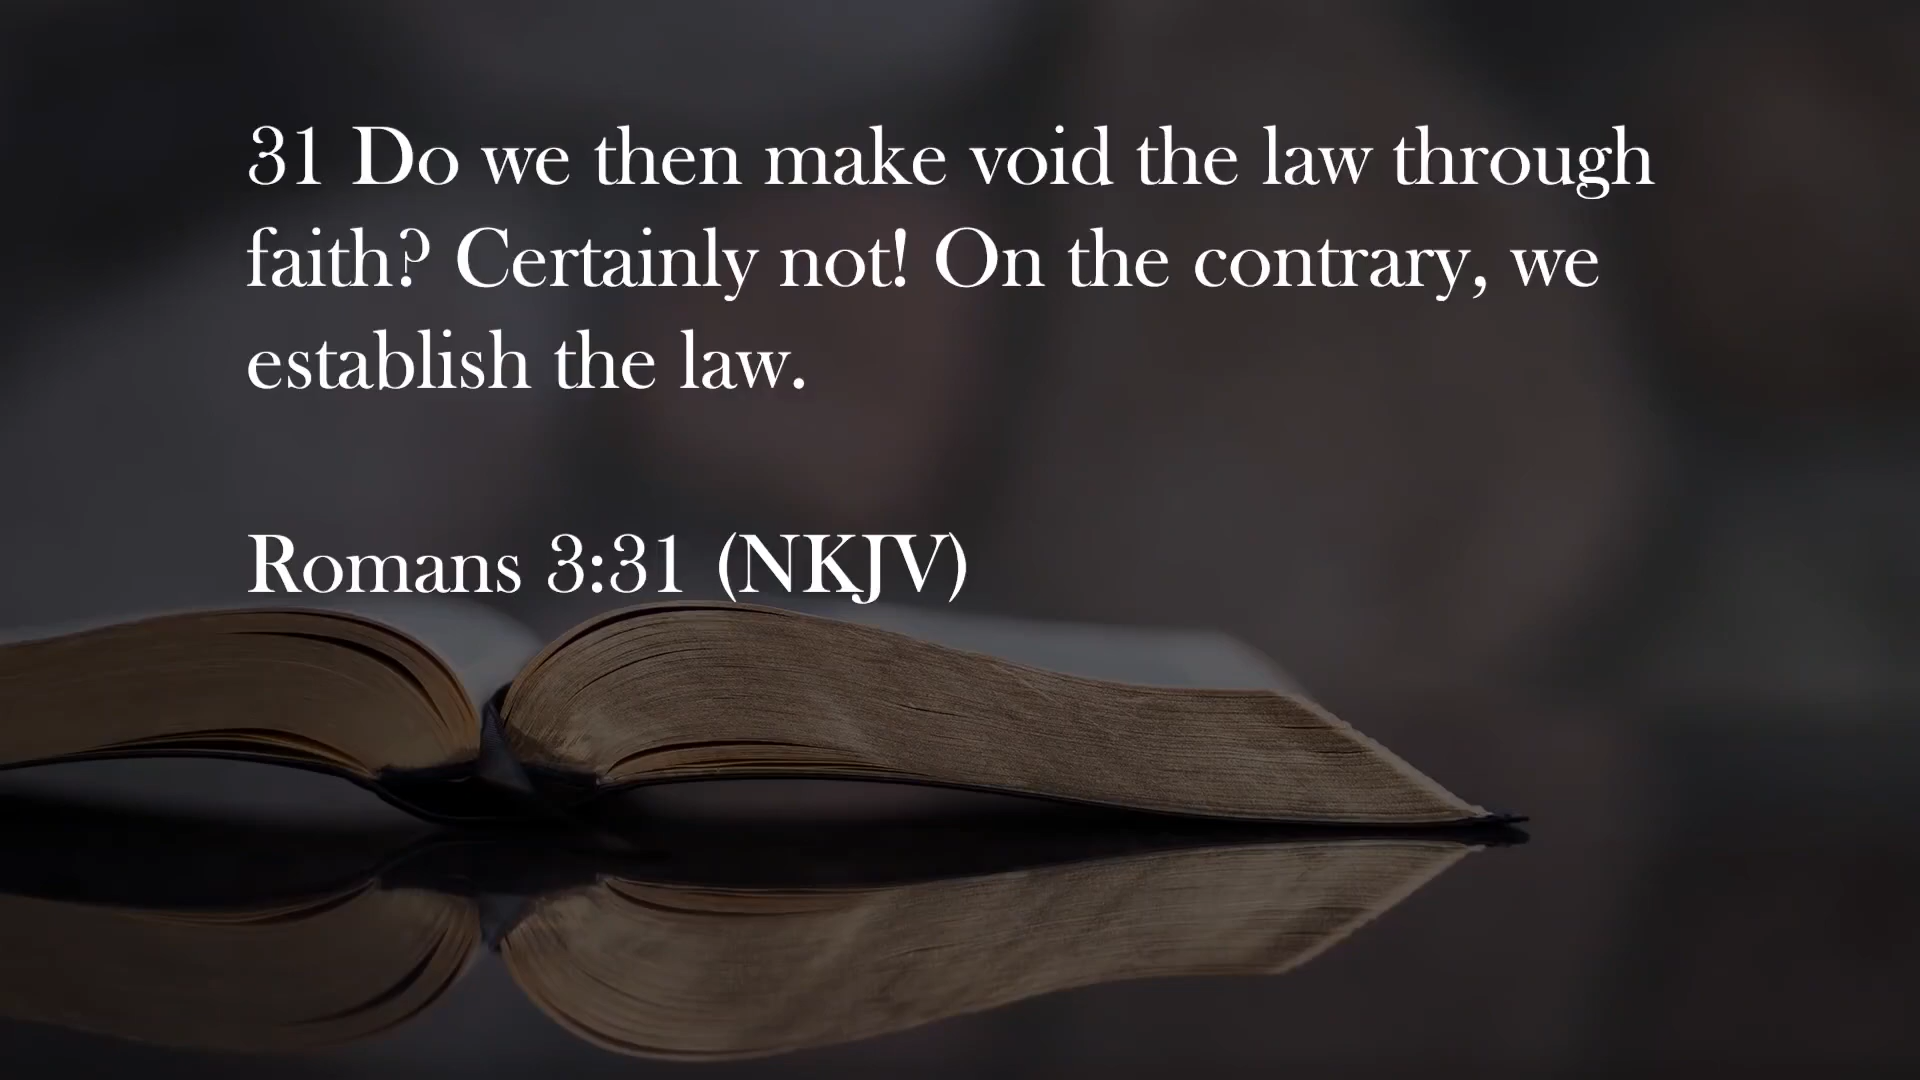 31 Do we then make void the law through
faith? Certainly not! On the contrary, we
establish the law.
Romans 3:31 (NKJV)